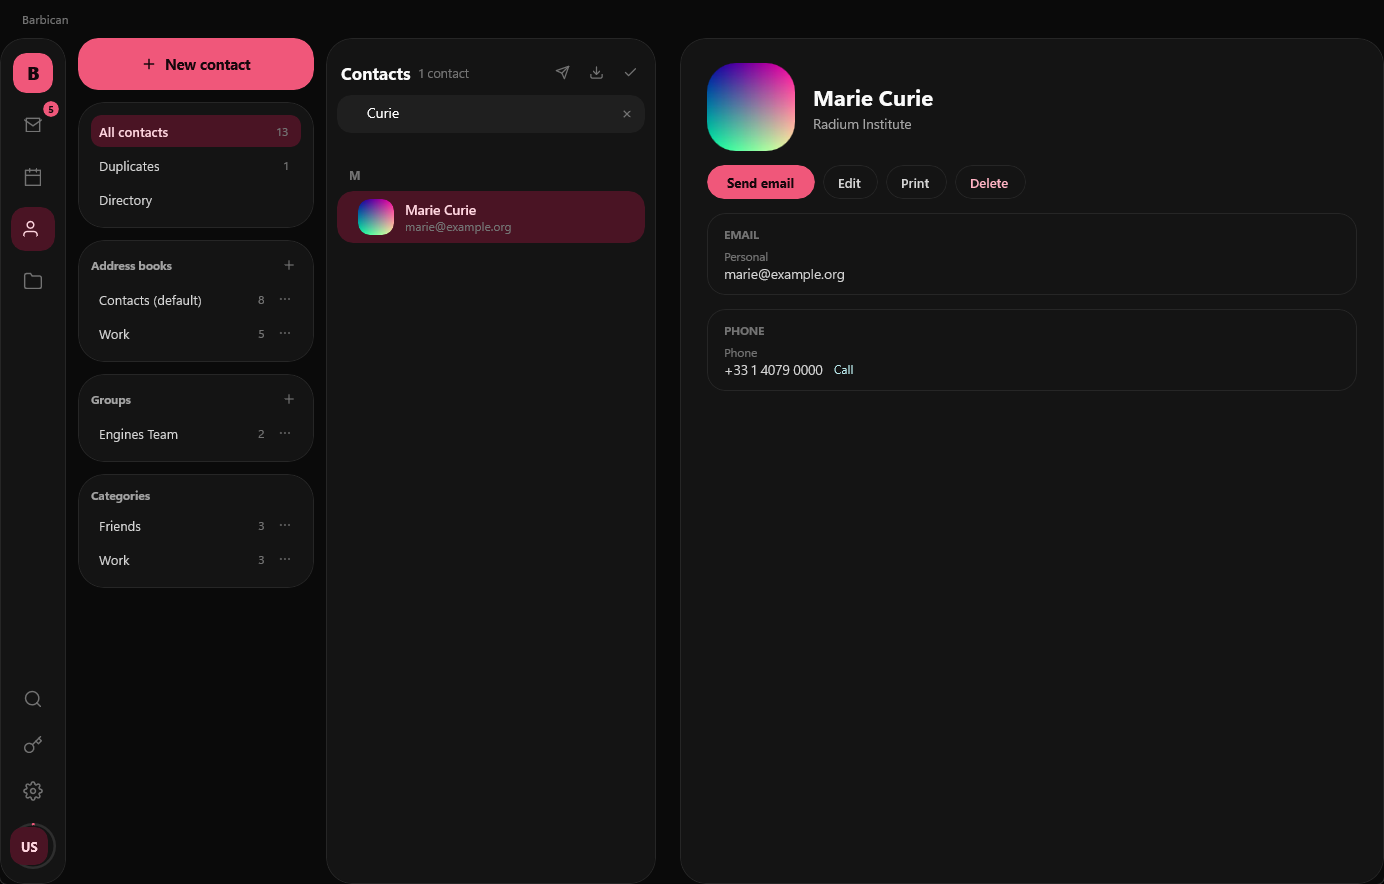 Barbican
B
5
US
+ New contact
All contacts 13
Duplicates 1
Directory
Address books +
Contacts (default) 8 ...
Work 5 ...
Groups +
Engines Team 2 ...
Categories
Friends 3 ...
Work 3 ...
Contacts 1 contact
Curie ×
M
Marie Curie
marie@example.org
Marie Curie
Radium Institute
Send email Edit Print Delete
EMAIL
Personal
marie@example.org
PHONE
Phone
+33 1 4079 0000 Call